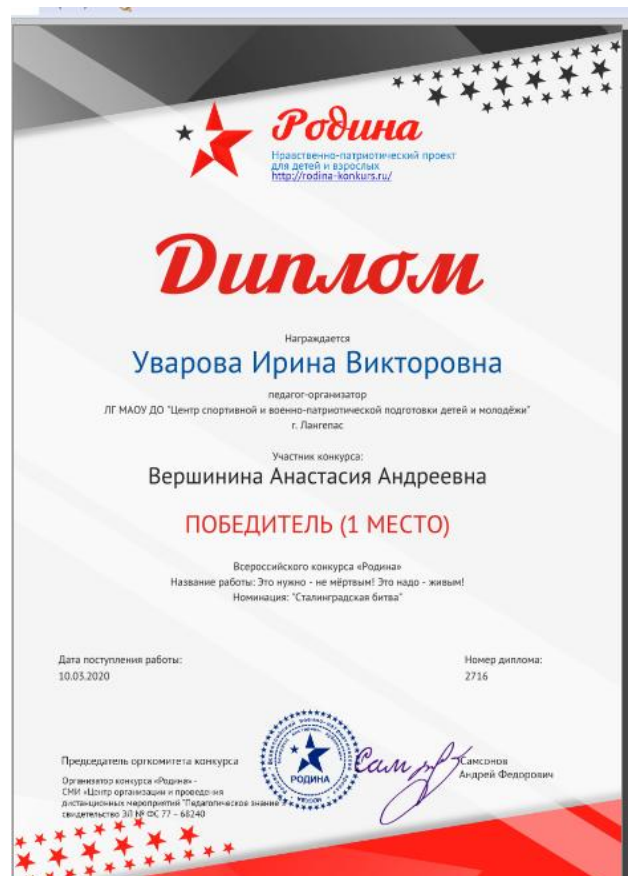 Родина
Нравственно-патриотический проект
для детей и взрослых
http://rodina-konkurs.ru/
Диплом
Награждается
Уварова Ирина Викторовна
педагог-организатор
ЛГ МАОУ ДО "Центр спортивной и военно-патриотической подготовки детей и молодёжи"
г. Лангепас
Участник конкурса:
Вершинина Анастасия Андреевна
ПОБЕДИТЕЛЬ (1 МЕСТО)
Всероссийского конкурса «Родина»
Название работы: Это нужно - не мёртвым! Это надо - живым!
Номинация: "Сталинградская битва"
Дата поступления работы:
10.03.2020
Номер диплома:
2716
Председатель оргкомитета конкурса
Организатор конкурса «Родина» -
СМИ «Центр организации и проведения
дистанционных мероприятий "Педагогическое знание
свидетельство ЭЛ № ФС 77 – 68240
РОДИНА
Самсонов
Андрей Федорович